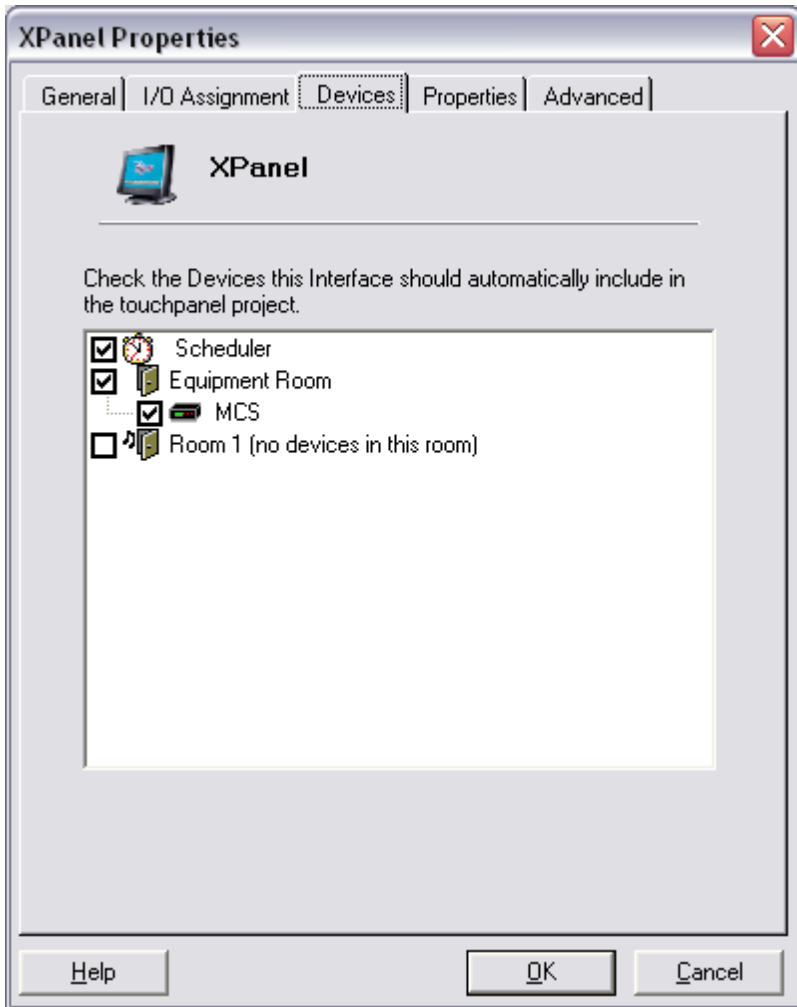 XPanel Properties
General I/O Assignment Devices Properties Advanced
XPanel
Check the Devices this Interface should automatically include in
the touchpanel project.
Scheduler
Equipment Room
MCS
Room 1 (no devices in this room)
Help OK Cancel